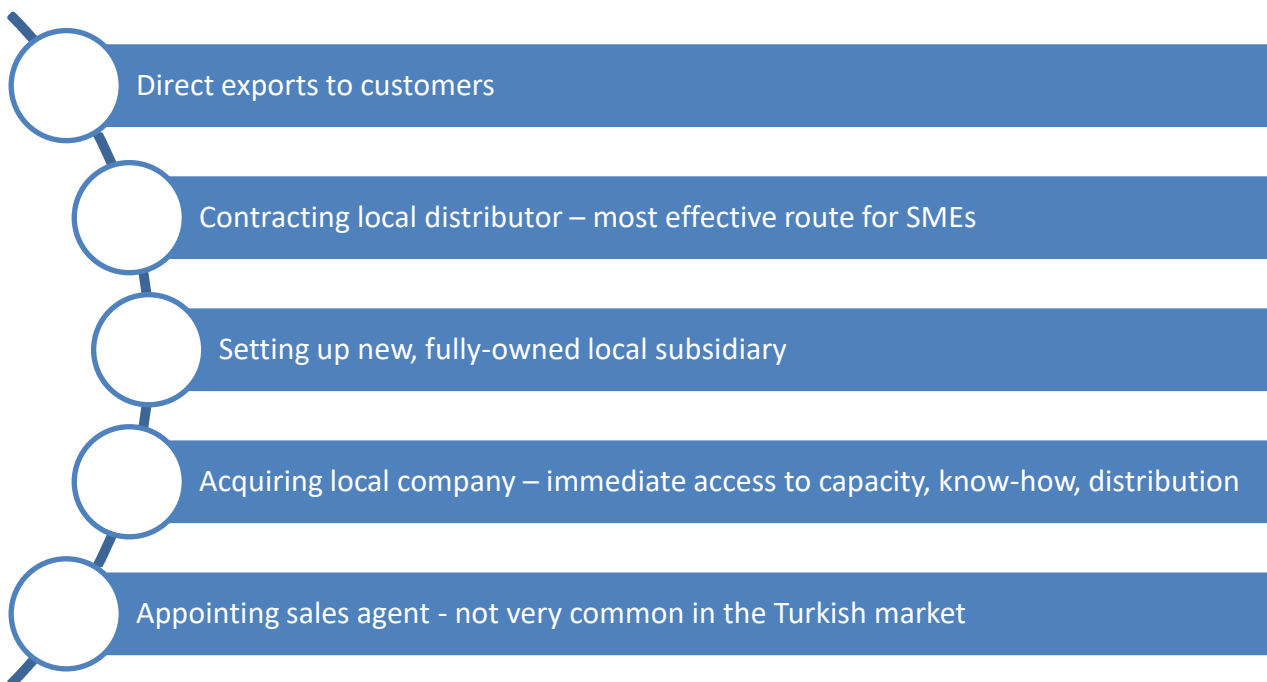 Direct exports to customers
Contracting local distributor – most effective route for SMEs
Setting up new, fully-owned local subsidiary
Acquiring local company – immediate access to capacity, know-how, distribution
Appointing sales agent - not very common in the Turkish market